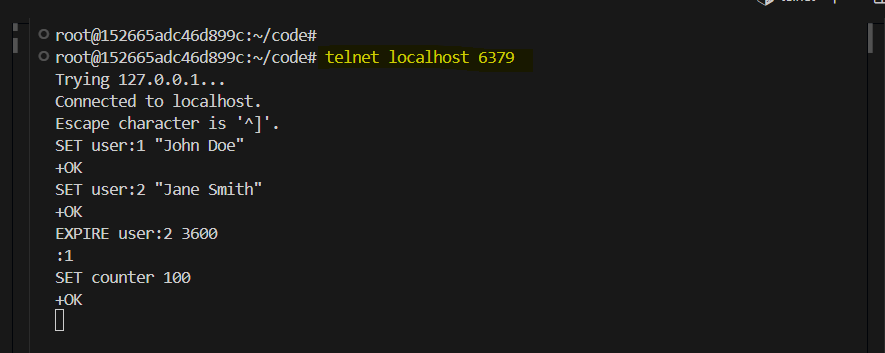 root@152665adc46d899c:~/code#
root@152665adc46d899c:~/code# telnet localhost 6379
Trying 127.0.0.1...
Connected to localhost.
Escape character is '^]'.
SET user:1 "John Doe"
+OK
SET user:2 "Jane Smith"
+OK
EXPIRE user:2 3600
:1
SET counter 100
+OK